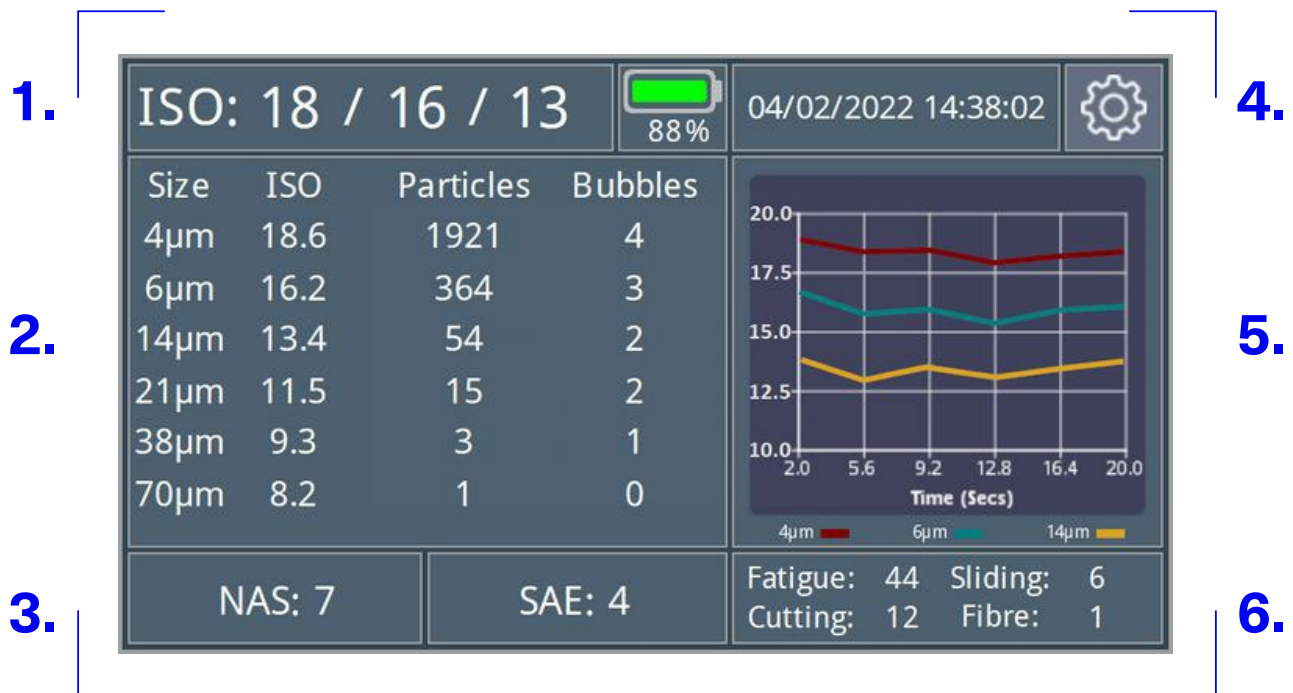 1.
ISO: 18 / 16 / 13
88%
04/02/2022 14:38:02
4.
2.
Size ISO Particles Bubbles
4µm 18.6 1921 4
6µm 16.2 364 3
14µm 13.4 54 2
21µm 11.5 15 2
38µm 9.3 3 1
70µm 8.2 1 0
20.0
17.5
15.0
12.5
10.0
2.0 5.6 9.2 12.8 16.4 20.0
Time (Secs)
4µm 6µm 14µm
5.
3.
NAS: 7
SAE: 4
Fatigue: 44 Sliding: 6
Cutting: 12 Fibre: 1
6.